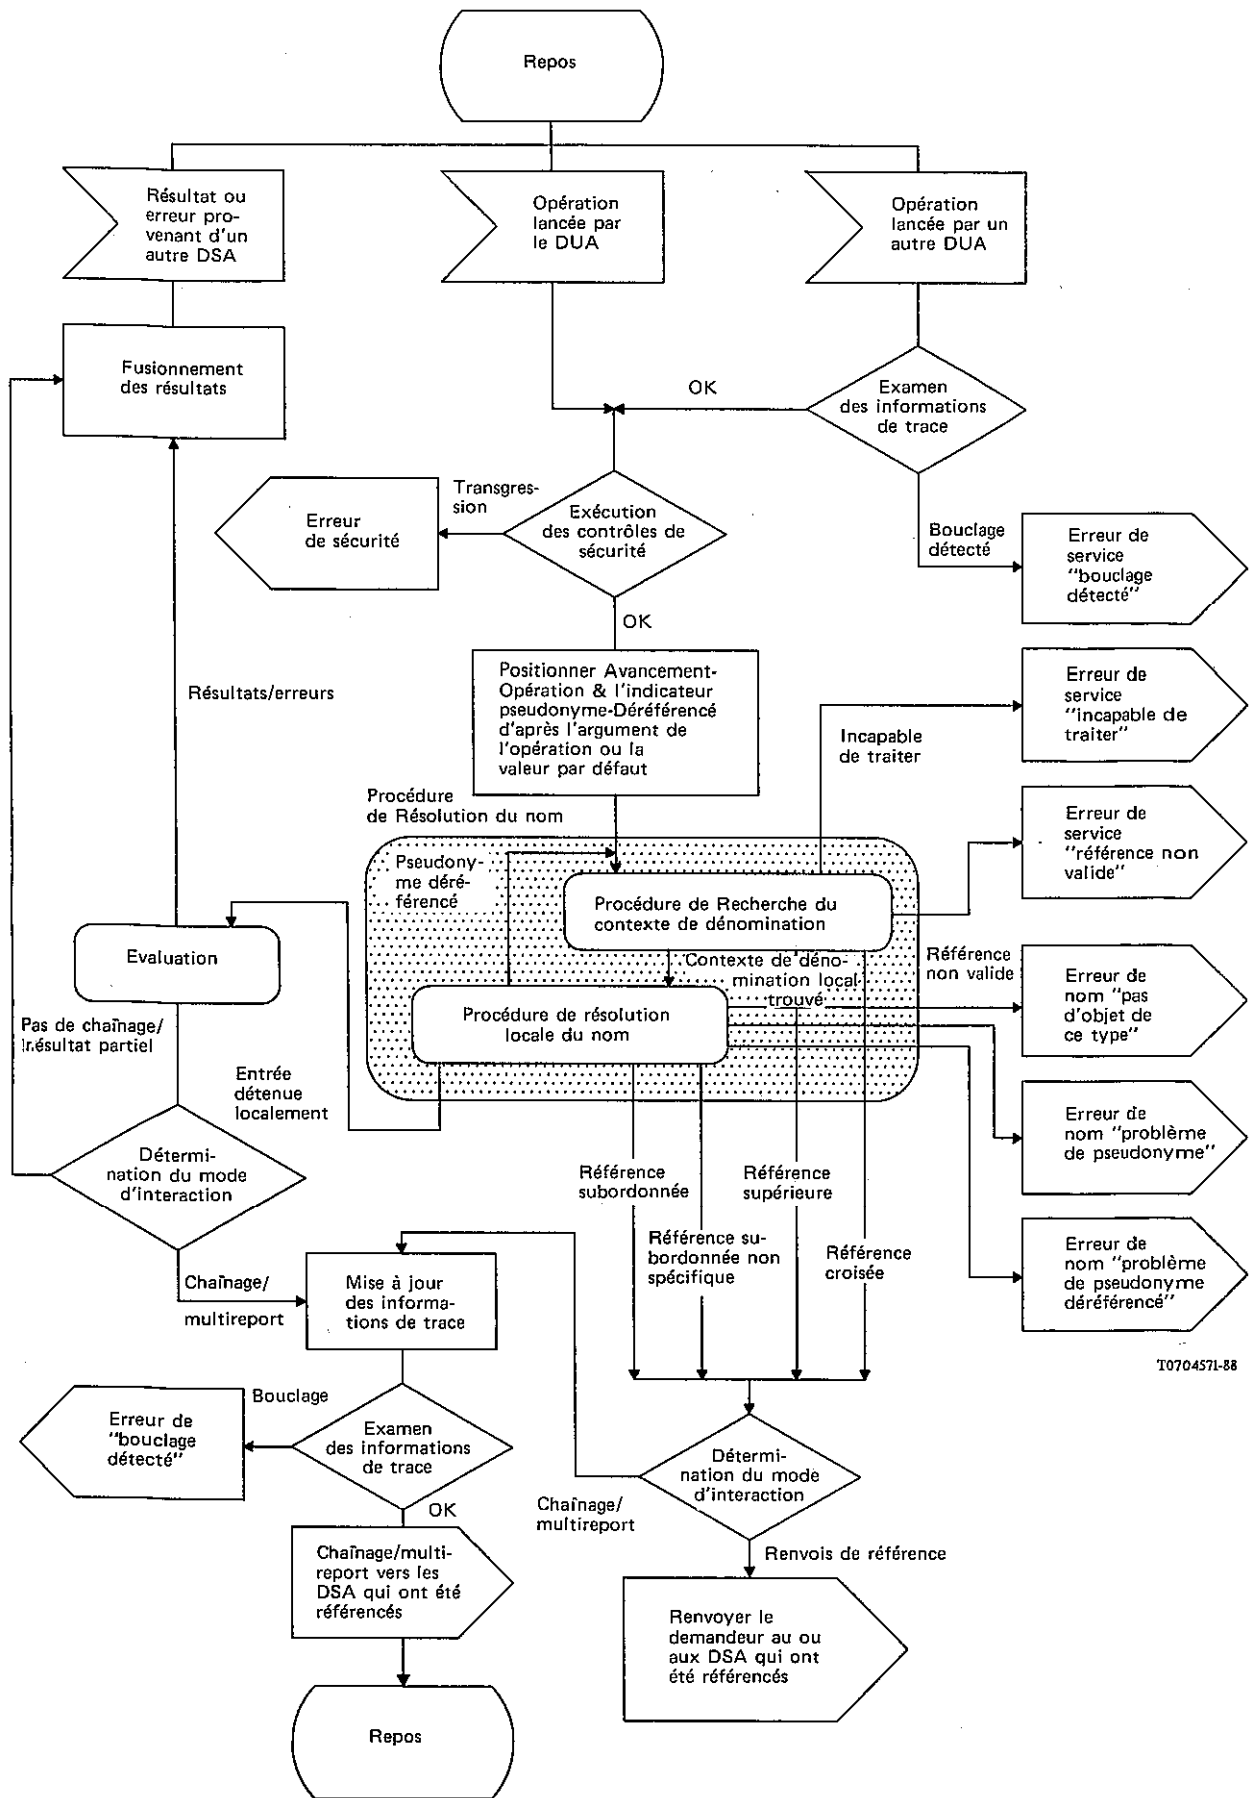 Repos
Résultat ou
erreur pro-
venant d'un
autre DSA
Opération
lancée par
le DUA
Opération
lancée par un
autre DUA
Fusionnement
des résultats
OK
Examen
des informations
de trace
Transgres-
sion
Erreur
de sécurité
Exécution
des contrôles de
sécurité
Bouclage
détecté
Erreur de
service
"bouclage
détecté"
OK
Résultats/erreurs
Positionner Avancement-
Opération & l'indicateur
pseudonyme-Déréférencé
d'après l'argument de
l'opération ou la
valeur par défaut
Incapable
de traiter
Erreur de
service
"incapable de
traiter"
Procédure
de Résolution du nom
Erreur de
service
"référence non
valide"
Pseudony-
me déré-
férencé
Procédure de Recherche du
contexte de dénomination
Evaluation
Contexte de déno-
mination local
trouvé
Référence
non valide
Erreur de
nom "pas
d'objet de
ce type"
Procédure de résolution
locale du nom
Pas de chaînage/
résultat partiel
Entrée
détenue
localement
Erreur de
nom "problème
de pseudonyme"
Détermi-
nation du mode
d'interaction
Référence
subordonnée
Référence
supérieure
Référence su-
bordonnée non
spécifique
Référence
croisée
Erreur de
nom "problème
de pseudonyme
déréférencé"
Chaînage/
multireport
Mise à jour
des informa-
tions de trace
T0704571-88
Bouclage
Erreur de
"bouclage
détecté"
Examen
des informations
de trace
Détermi-
nation du mode
d'interaction
Chaînage/
multireport
OK
Renvois de référence
Chaînage/multi-
report vers les
DSA qui ont été
référencés
Renvoyer le
demandeur au ou
aux DSA qui ont
été référencés
Repos